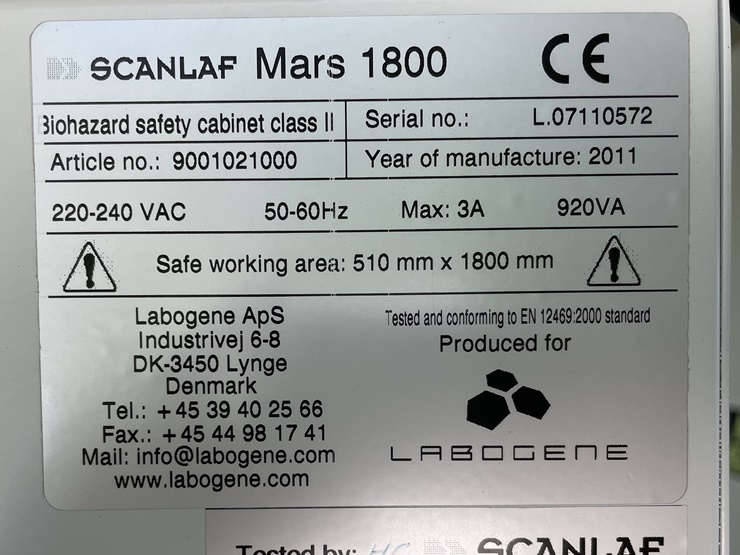 SCANLAF Mars 1800 CE
Biohazard safety cabinet class II Serial no.: L.07110572
Article no.: 9001021000 Year of manufacture: 2011
220-240 VAC 50-60Hz Max: 3A 920VA
Safe working area: 510 mm x 1800 mm
Labogene ApS
Industrivej 6-8
DK-3450 Lynge
Denmark
Tel.: +45 39 40 25 66
Fax.: +45 44 98 17 41
Mail: info@labogene.com
www.labogene.com
Tested and conforming to EN 12469:2000 standard
Produced for
LABOGENE
Tested by: HC SCANLAF